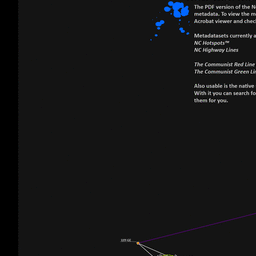 The PDF version of the N
metadata. To view the m
Acrobat viewer and chec
Metadatasets currently a
NC Hotspots™
NC Highway Lines
The Communist Red Line
The Communist Green Lin
Also usable is the native
With it you can search fo
them for you.